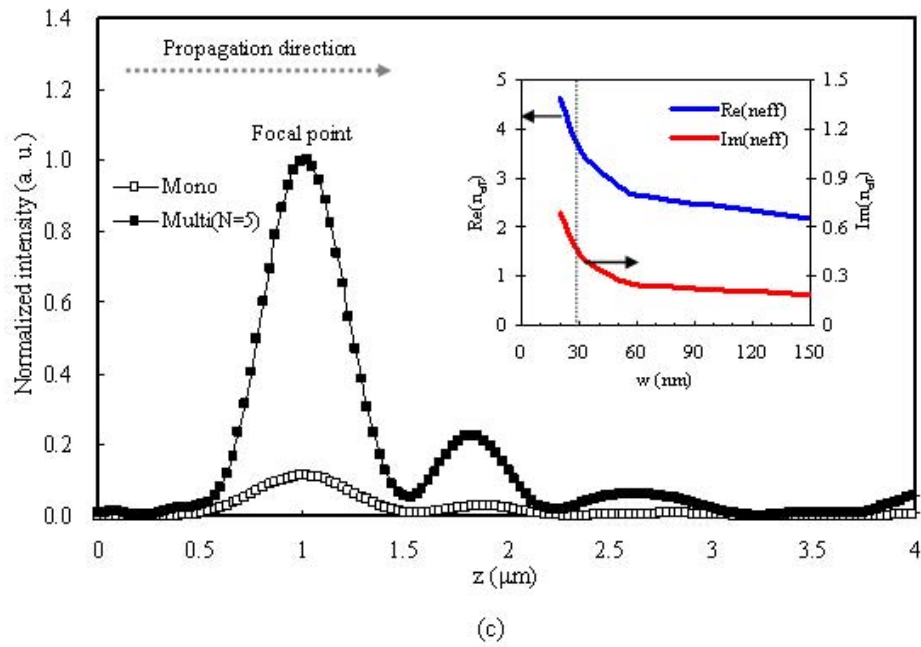 1.4
1.2
1.0
0.8
0.6
0.4
0.2
0.0
Normalized intensity (a. u.)
Propagation direction
Focal point
Mono
Multi(N=5)
0 0.5 1 1.5 2 2.5 3 3.5 4
z (μm)
5
4
3
2
1
0
Re(n_eff)
Re(neff)
Im(neff)
1.5
1.2
0.9
0.6
0.3
0
Im(n_eff)
0 30 60 90 120 150
w (nm)
(c)